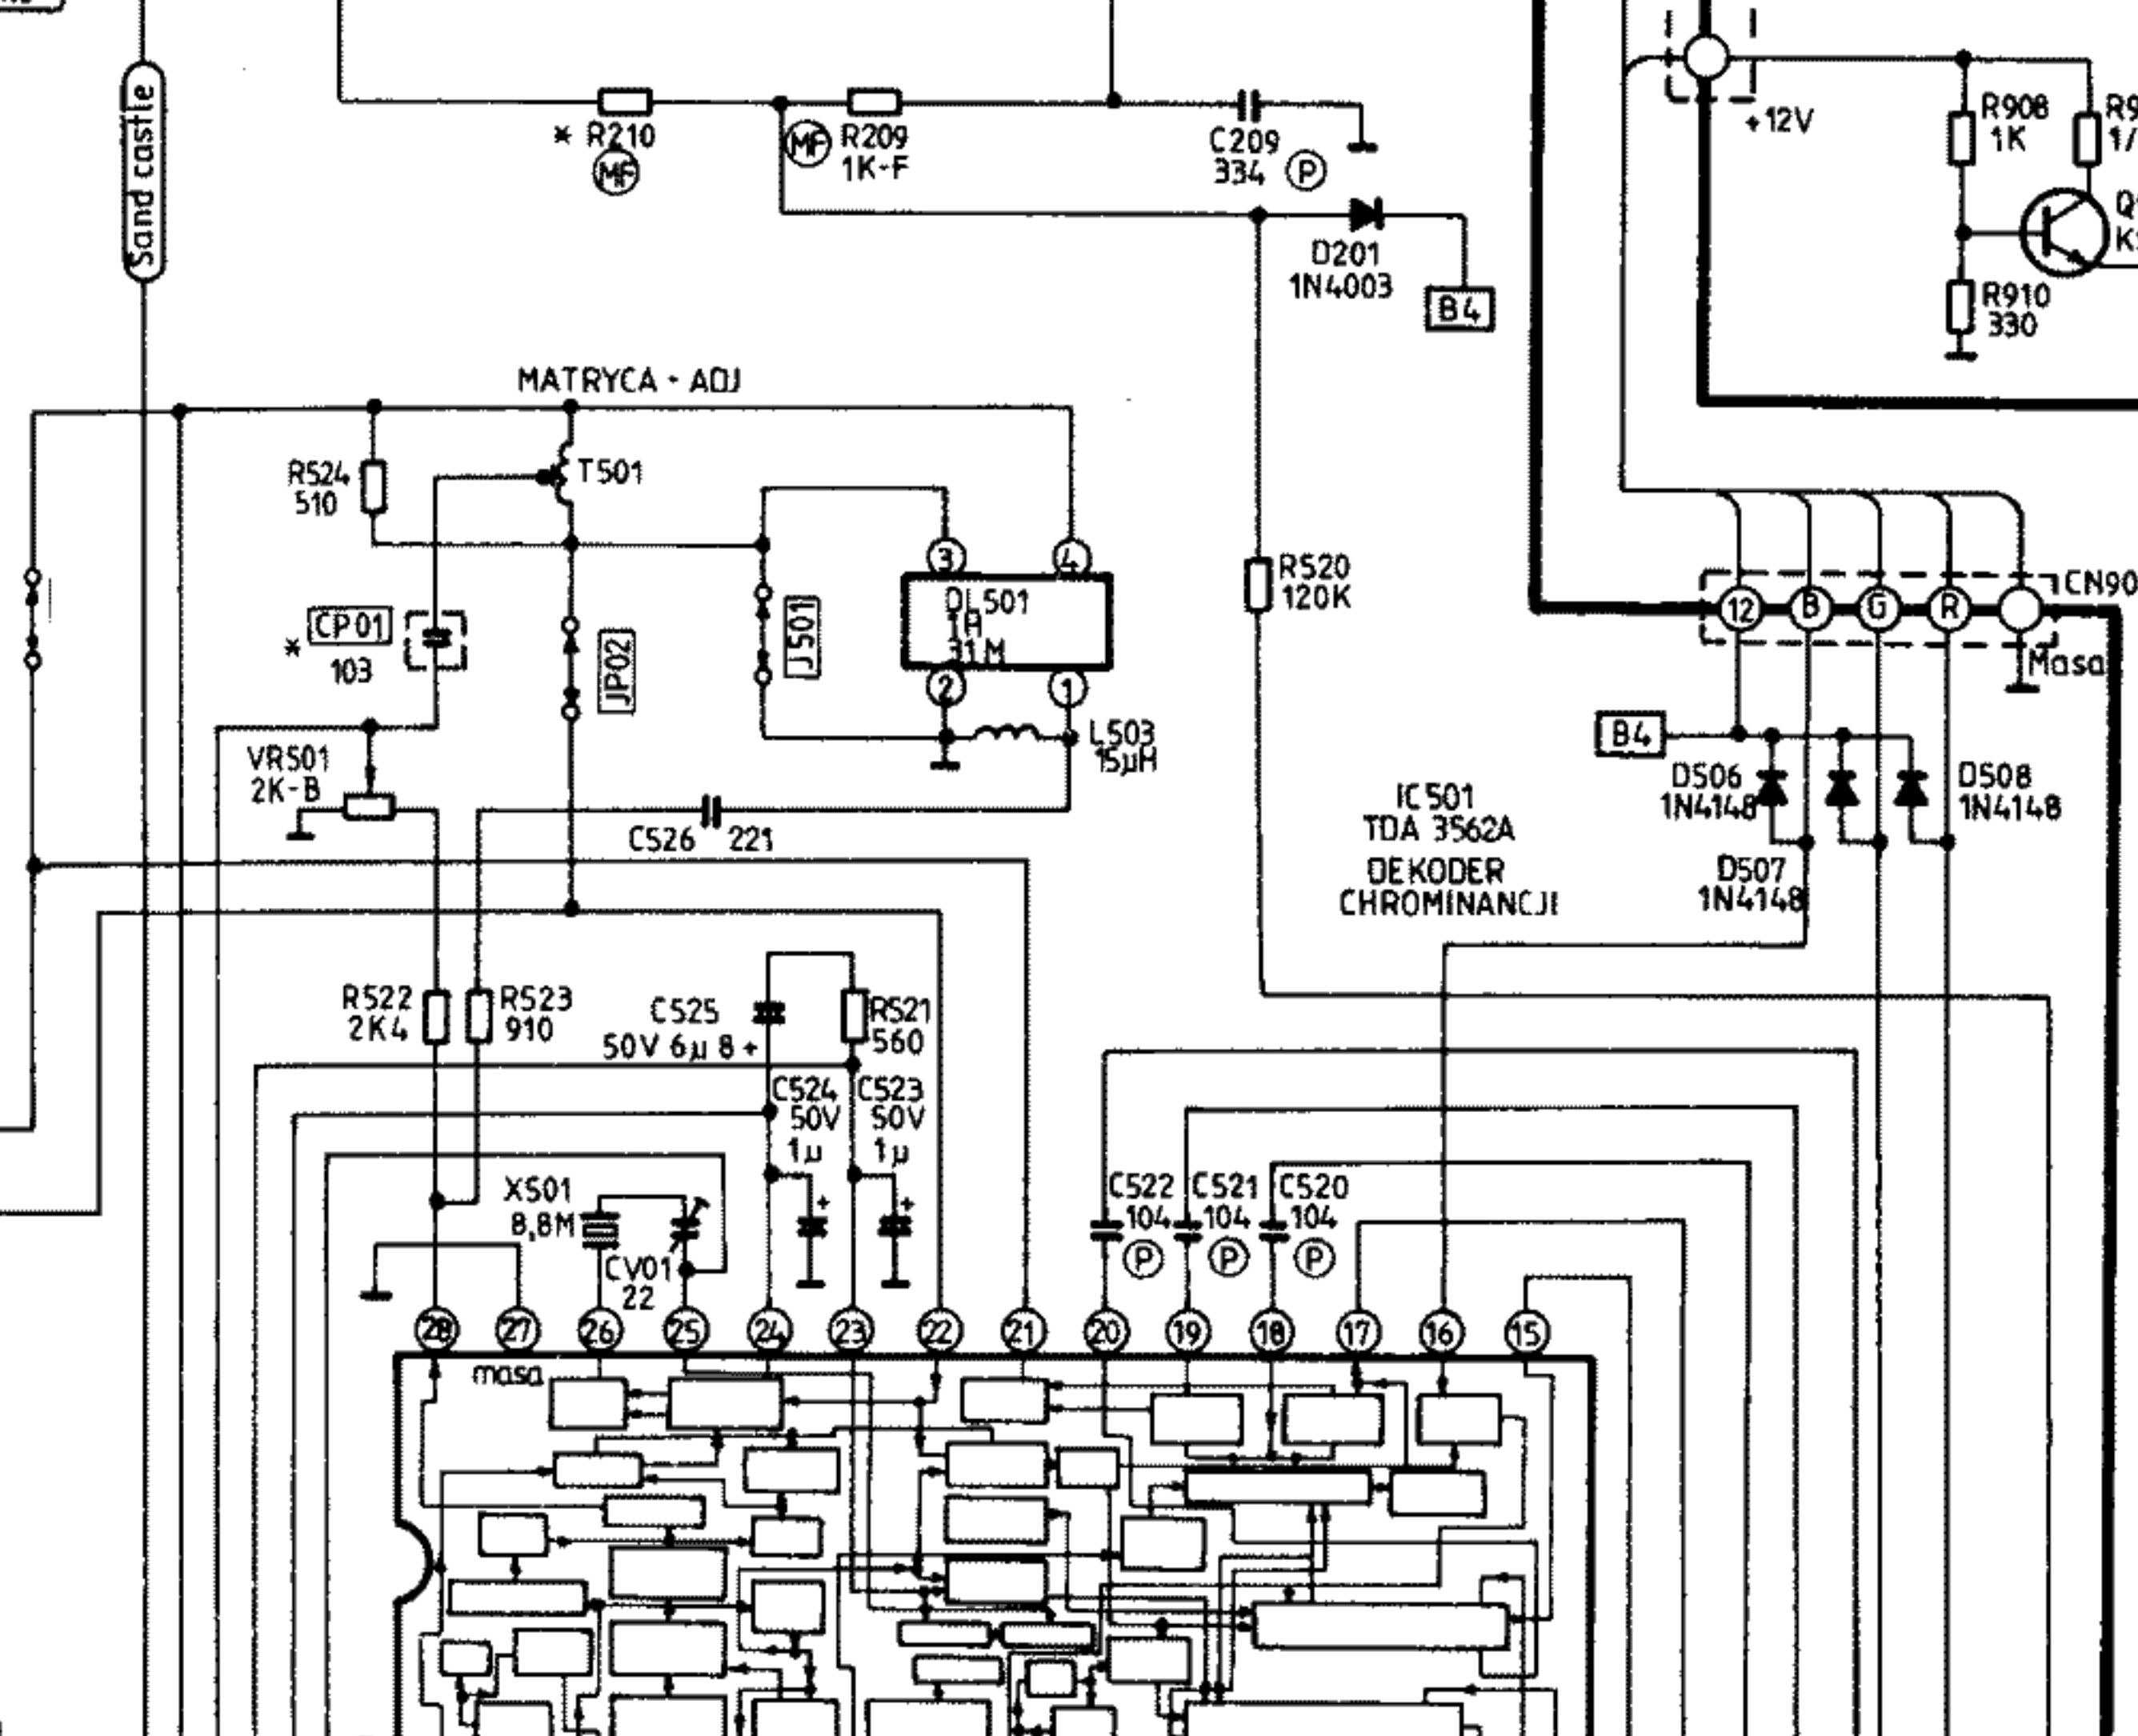 Sand castle
* R210
MF
MF
R209
1K-F
C209
334
P
D201
1N4003
B4
+12V
R908
1K
R910
330
MATRYCA - ADJ
R524
510
T501
3
4
DL501
1H
31M
2
1
L503
15µH
* CP01
103
JP02
J501
R520
120K
12
B
G
R
CN90
Masa
B4
D506
1N4148
D508
1N4148
D507
1N4148
VR501
2K-B
C526 221
IC501
TDA 3562A
DEKODER
CHROMINANCJI
R522
2K4
R523
910
C525
50V 6µ8 +
R521
560
C524
50V
1µ
+
C523
50V
1µ
+
X501
8,8M
CV01
22
C522
104
P
C521
104
P
C520
104
P
28 27 26 25 24 23 22 21 20 19 18 17 16 15
masa